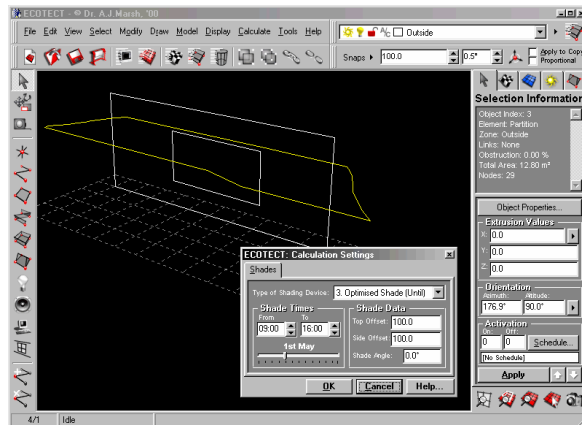 ECOTECT - © Dr. A.J.Marsh, '00
File Edit View Select Modify Draw Model Display Calculate Tools Help
A/C Outside
Snaps 100.0 0.5° Apply to Copy
Proportional
Selection Information
Object Index: 3
Element: Partition
Zone: Outside
Links: None
Obstruction: 0.00 %
Total Area: 12.80 m²
Nodes: 29
Object Properties...
Extrusion Values
X: 0.0
Y: 0.0
Z: 0.0
Orientation
Azimuth: Altitude:
176.9° 90.0°
Activation
On: Off:
0 0 Schedule...
[No Schedule]
Apply
ECOTECT: Calculation Settings
Shades
Type of Shading Device: 3. Optimised Shade (Until)
Shade Times
From To
09:00 16:00
1st May
Shade Data
Top Offset: 100.0
Side Offset: 100.0
Shade Angle: 0.0°
OK Cancel Help...
4/1 Idle